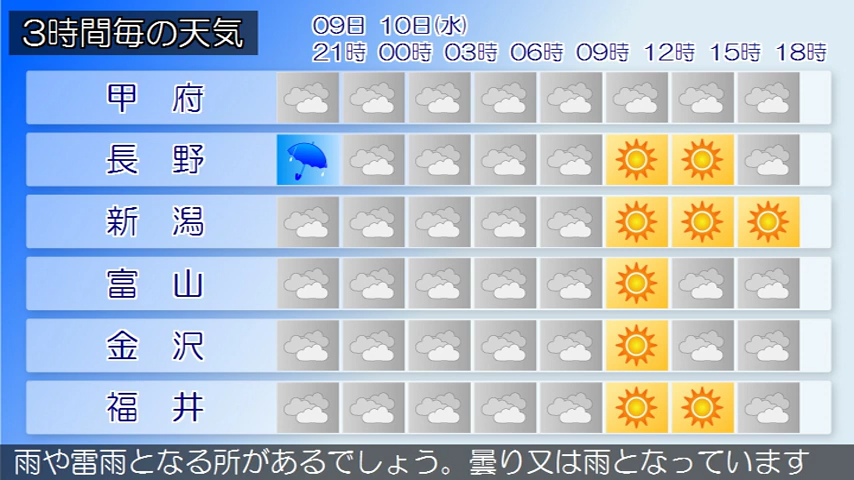 3時間毎の天気
09日 10日(水)
21時 00時 03時 06時 09時 12時 15時 18時
甲府
長野
新潟
富山
金沢
福井
雨や雷雨となる所があるでしょう。曇り又は雨となっています